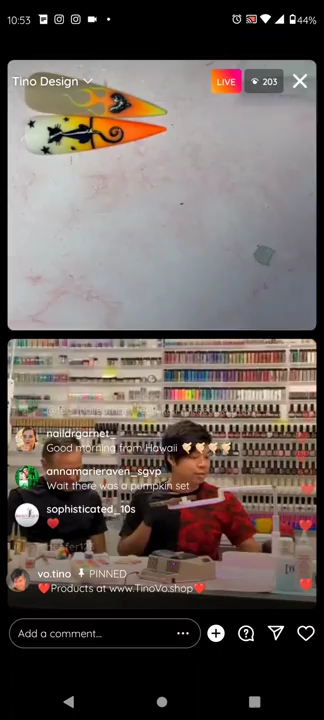 10:53
44%
Tino Design
LIVE
203
naildrgarnet
Good morning from Hawaii
annamarieraven_sgvp
Wait there was a pumpkin set
sophisticated_10s
vo.tino PINNED
Products at www.TinoVo.shop
Add a comment...